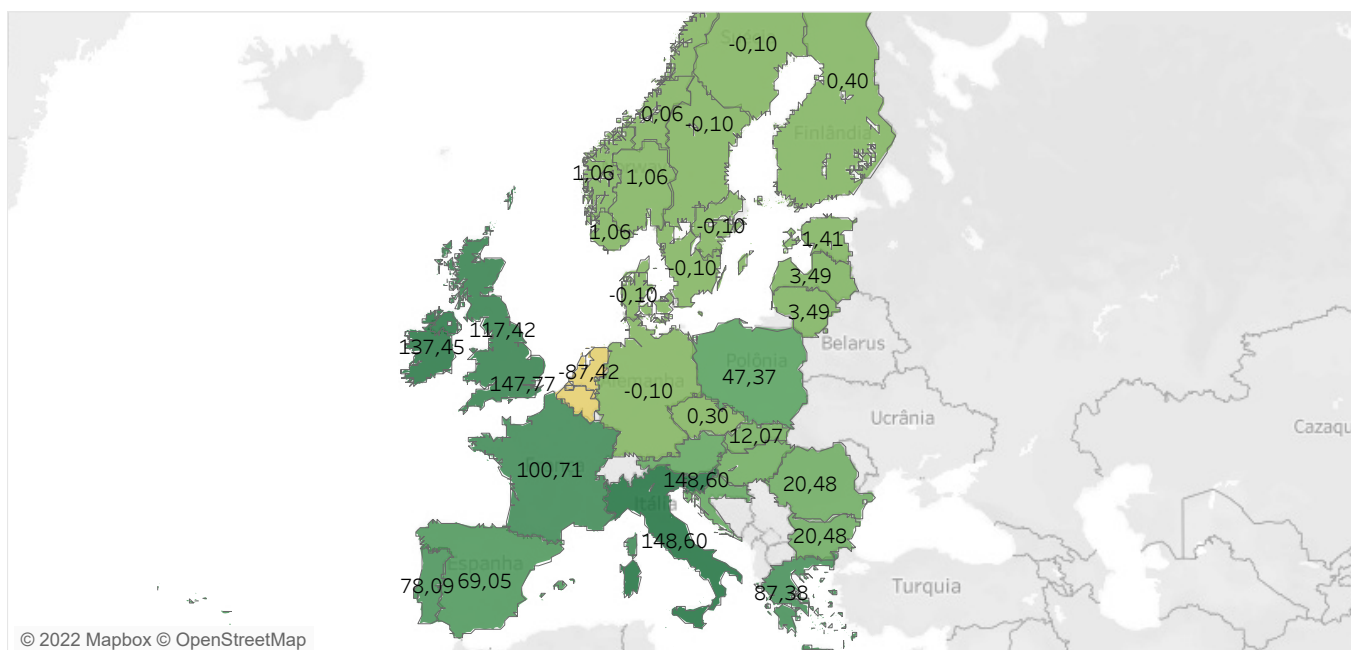 -0,10
0,40
0,06
-0,10
Finlândia
1,06
1,06
1,06
-0,10
1,41
-0,10
3,49
-0,10
3,49
117,42
137,45
Belarus
Polónia
-87,42
Alemanha
47,37
147,77
-0,10
0,30
Ucrânia
Cazaqu
12,07
100,71
148,60
20,48
Itália
20,48
148,60
Espanha
78,09
69,05
87,38
Turquia
© 2022 Mapbox © OpenStreetMap